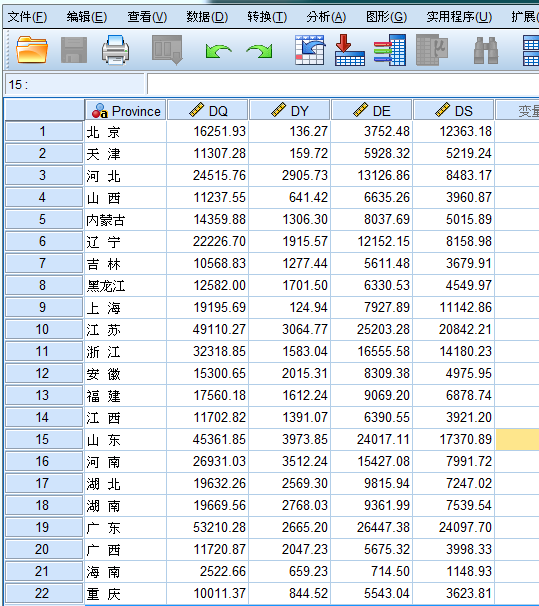 文件(F) 编辑(E) 查看(V) 数据(D) 转换(T) 分析(A) 图形(G) 实用程序(U) 扩展(
15 :
Province DQ DY DE DS 变量
1 北 京 16251.93 136.27 3752.48 12363.18
2 天 津 11307.28 159.72 5928.32 5219.24
3 河 北 24515.76 2905.73 13126.86 8483.17
4 山 西 11237.55 641.42 6635.26 3960.87
5 内蒙古 14359.88 1306.30 8037.69 5015.89
6 辽 宁 22226.70 1915.57 12152.15 8158.98
7 吉 林 10568.83 1277.44 5611.48 3679.91
8 黑龙江 12582.00 1701.50 6330.53 4549.97
9 上 海 19195.69 124.94 7927.89 11142.86
10 江 苏 49110.27 3064.77 25203.28 20842.21
11 浙 江 32318.85 1583.04 16555.58 14180.23
12 安 徽 15300.65 2015.31 8309.38 4975.95
13 福 建 17560.18 1612.24 9069.20 6878.74
14 江 西 11702.82 1391.07 6390.55 3921.20
15 山 东 45361.85 3973.85 24017.11 17370.89
16 河 南 26931.03 3512.24 15427.08 7991.72
17 湖 北 19632.26 2569.30 9815.94 7247.02
18 湖 南 19669.56 2768.03 9361.99 7539.54
19 广 东 53210.28 2665.20 26447.38 24097.70
20 广 西 11720.87 2047.23 5675.32 3998.33
21 海 南 2522.66 659.23 714.50 1148.93
22 重 庆 10011.37 844.52 5543.04 3623.81